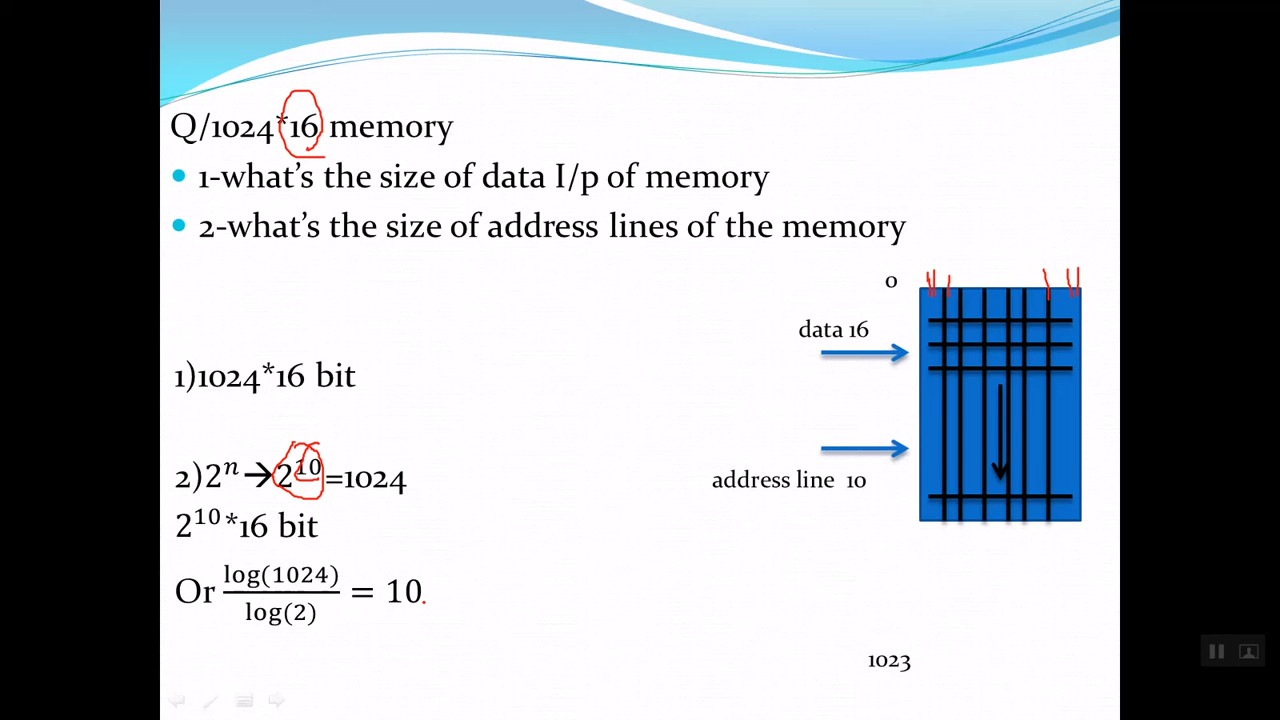 Q/1024*16 memory
1-what's the size of data I/p of memory
2-what's the size of address lines of the memory
0
data 16
1)1024*16 bit
2)2ⁿ→2¹⁰=1024
address line 10
2¹⁰*16 bit
Or log(1024)/log(2) = 10
1023